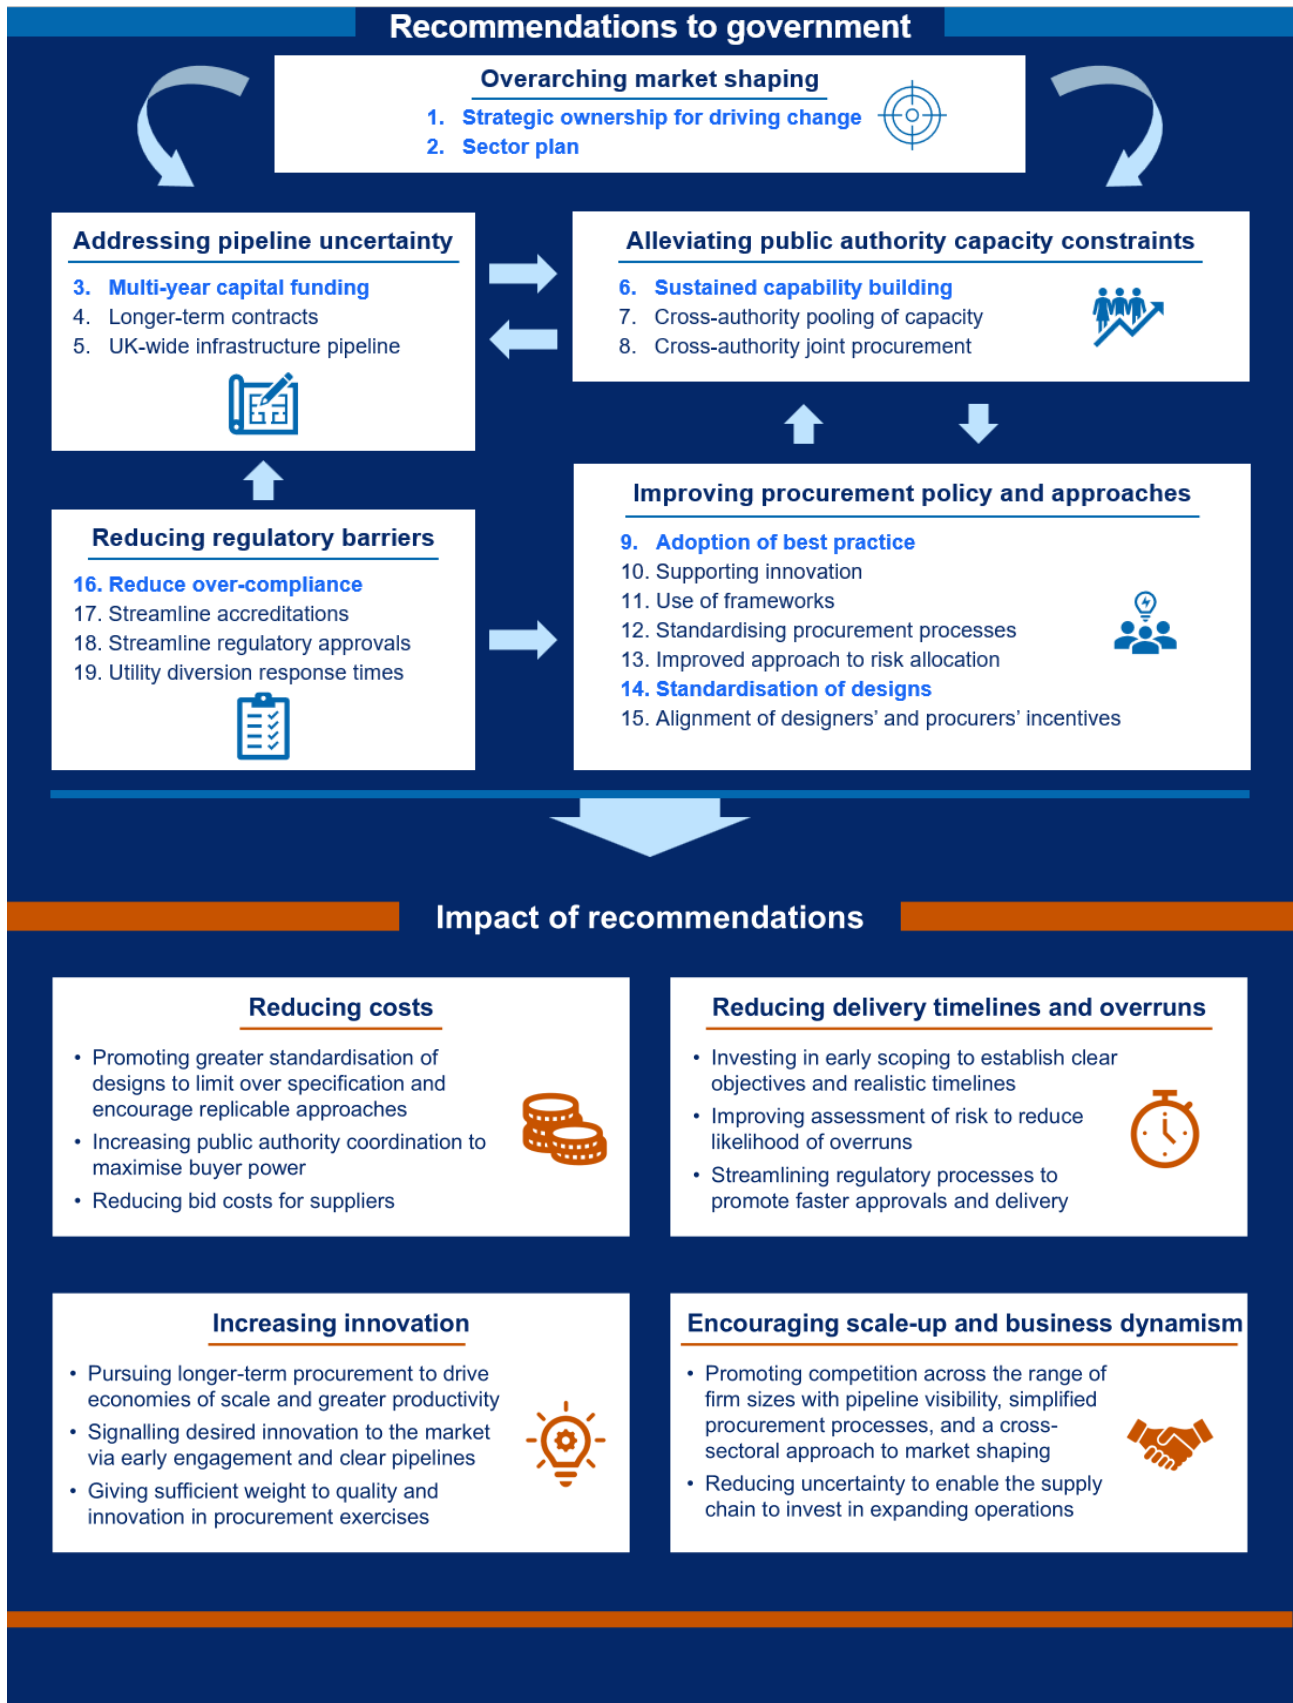 Recommendations to government
Overarching market shaping
1. Strategic ownership for driving change
2. Sector plan
Addressing pipeline uncertainty
3. Multi-year capital funding
4. Longer-term contracts
5. UK-wide infrastructure pipeline
Alleviating public authority capacity constraints
6. Sustained capability building
7. Cross-authority pooling of capacity
8. Cross-authority joint procurement
Improving procurement policy and approaches
9. Adoption of best practice
10. Supporting innovation
11. Use of frameworks
12. Standardising procurement processes
13. Improved approach to risk allocation
14. Standardisation of designs
15. Alignment of designers’ and procurers’ incentives
Reducing regulatory barriers
16. Reduce over-compliance
17. Streamline accreditations
18. Streamline regulatory approvals
19. Utility diversion response times
Impact of recommendations
Reducing costs
• Promoting greater standardisation of
designs to limit over specification and
encourage replicable approaches
• Increasing public authority coordination to
maximise buyer power
• Reducing bid costs for suppliers
Reducing delivery timelines and overruns
• Investing in early scoping to establish clear
objectives and realistic timelines
• Improving assessment of risk to reduce
likelihood of overruns
• Streamlining regulatory processes to
promote faster approvals and delivery
Increasing innovation
• Pursuing longer-term procurement to drive
economies of scale and greater productivity
• Signalling desired innovation to the market
via early engagement and clear pipelines
• Giving sufficient weight to quality and
innovation in procurement exercises
Encouraging scale-up and business dynamism
• Promoting competition across the range of
firm sizes with pipeline visibility, simplified
procurement processes, and a cross-
sectoral approach to market shaping
• Reducing uncertainty to enable the supply
chain to invest in expanding operations